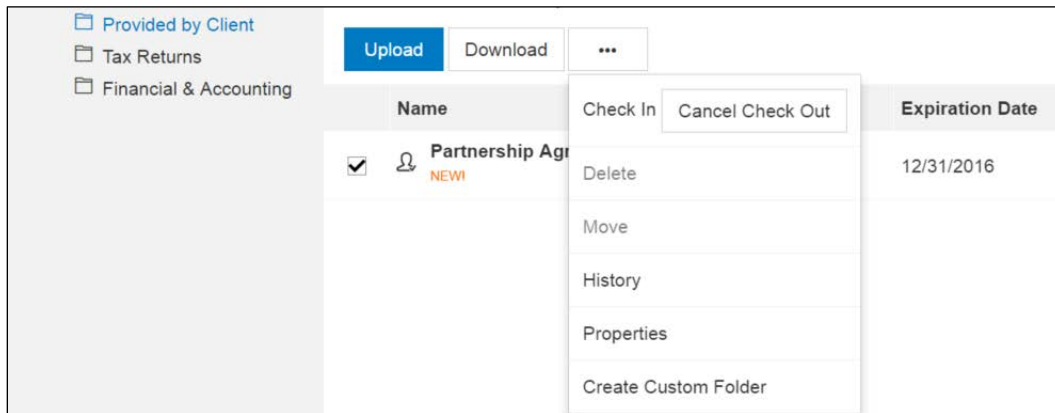 Provided by Client
Tax Returns
Financial & Accounting
Upload
Download
•••
Name
Expiration Date
Check In
Cancel Check Out
Partnership
NEW!
12/31/2016
Delete
Move
History
Properties
Create Custom Folder